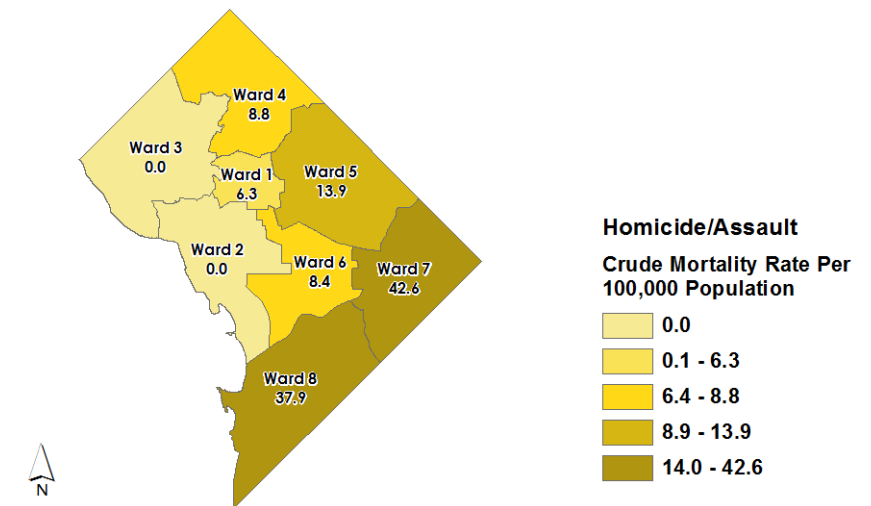 Ward 4
8.8
Ward 3
0.0
Ward 5
13.9
Ward 1
6.3
Ward 2
0.0
Ward 6
8.4
Ward 7
42.6
Ward 8
37.9
N
Homicide/Assault
Crude Mortality Rate Per
100,000 Population
0.0
0.1 - 6.3
6.4 - 8.8
8.9 - 13.9
14.0 - 42.6